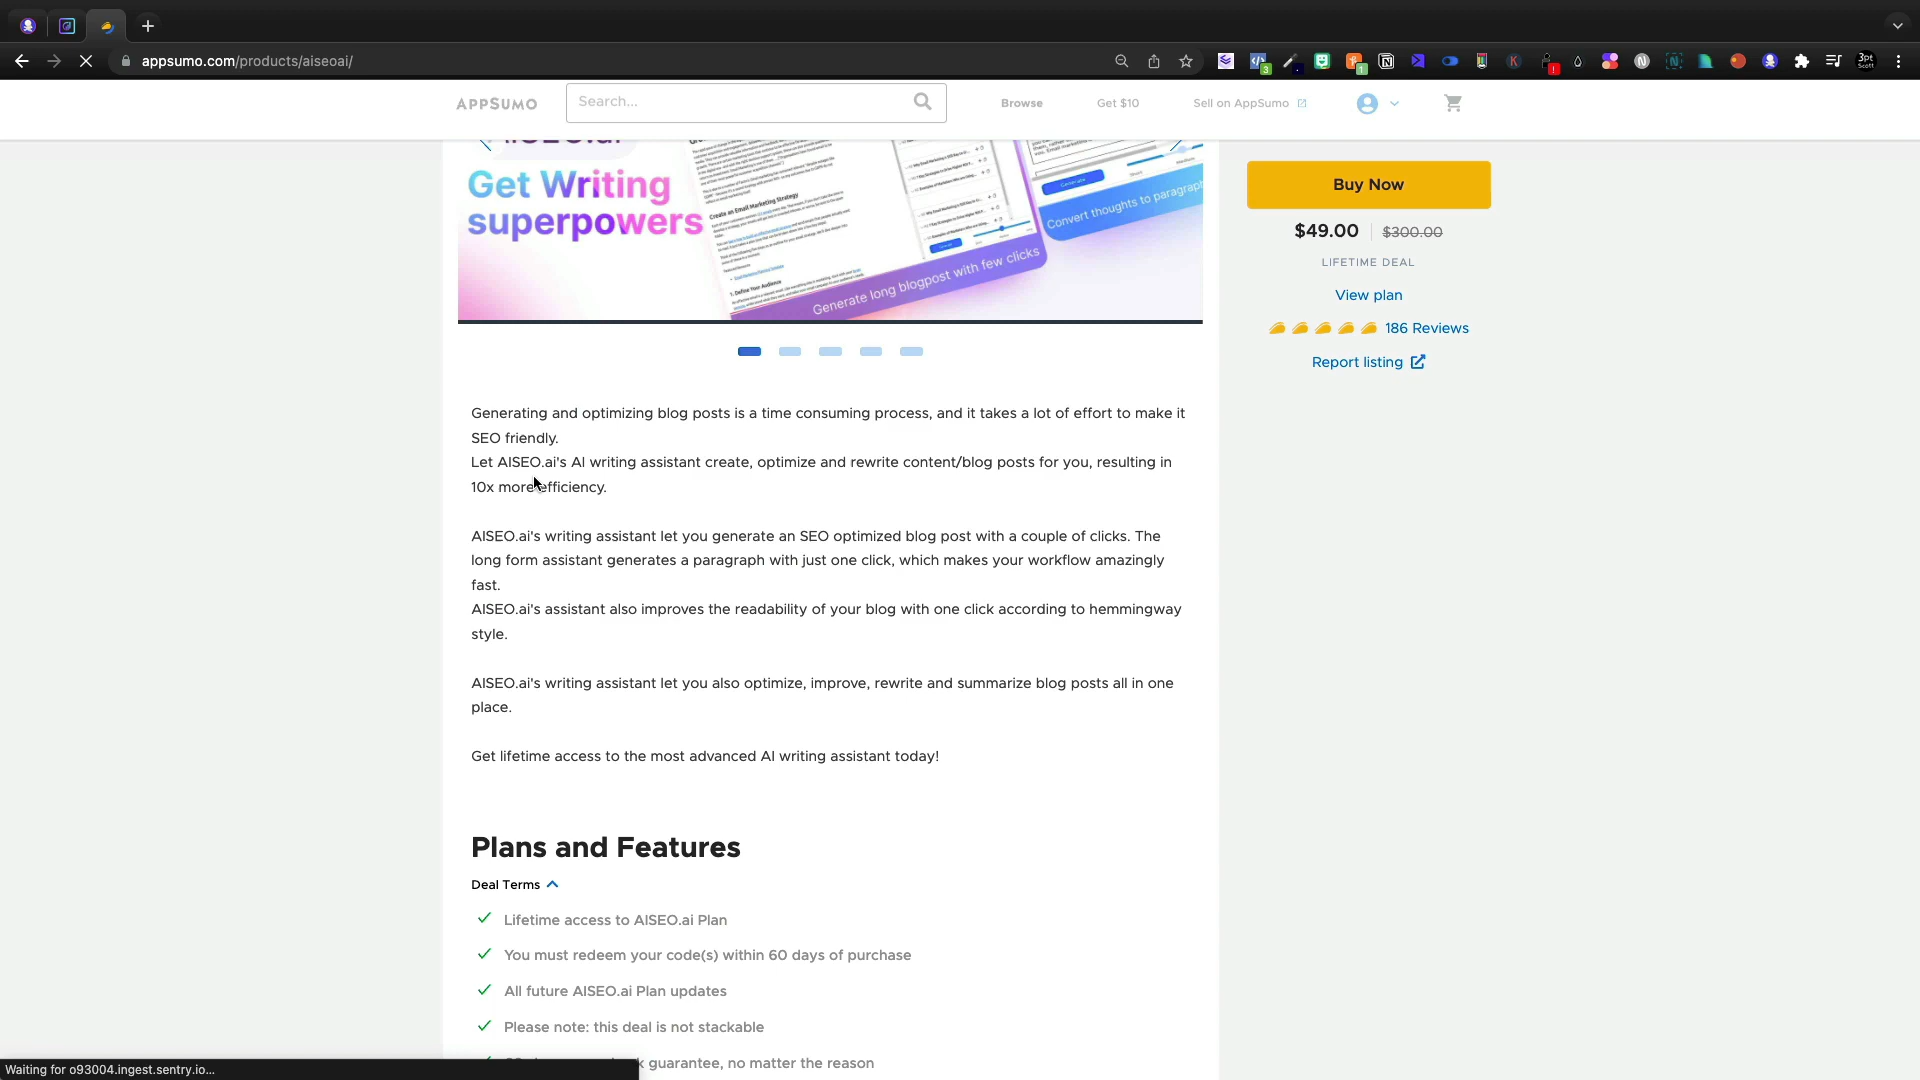 appsumo.com/products/aiseoai/
APPSUMO
Search...
Browse
Get $10
Sell on AppSumo
Get Writing
superpowers
Create an Email Marketing Strategy
1. Define Your Audience
Generate long blogpost with few clicks
Convert thoughts to paragraph
Buy Now
$49.00
$300.00
LIFETIME DEAL
View plan
186 Reviews
Report listing
Generating and optimizing blog posts is a time consuming process, and it takes a lot of effort to make it
SEO friendly.
Let AISEO.ai's AI writing assistant create, optimize and rewrite content/blog posts for you, resulting in
10x more efficiency.
AISEO.ai's writing assistant let you generate an SEO optimized blog post with a couple of clicks. The
long form assistant generates a paragraph with just one click, which makes your workflow amazingly
fast.
AISEO.ai's assistant also improves the readability of your blog with one click according to hemmingway
style.
AISEO.ai's writing assistant let you also optimize, improve, rewrite and summarize blog posts all in one
place.
Get lifetime access to the most advanced AI writing assistant today!
Plans and Features
Deal Terms
Lifetime access to AISEO.ai Plan
You must redeem your code(s) within 60 days of purchase
All future AISEO.ai Plan updates
Please note: this deal is not stackable
guarantee, no matter the reason
Waiting for o93004.ingest.sentry.io...